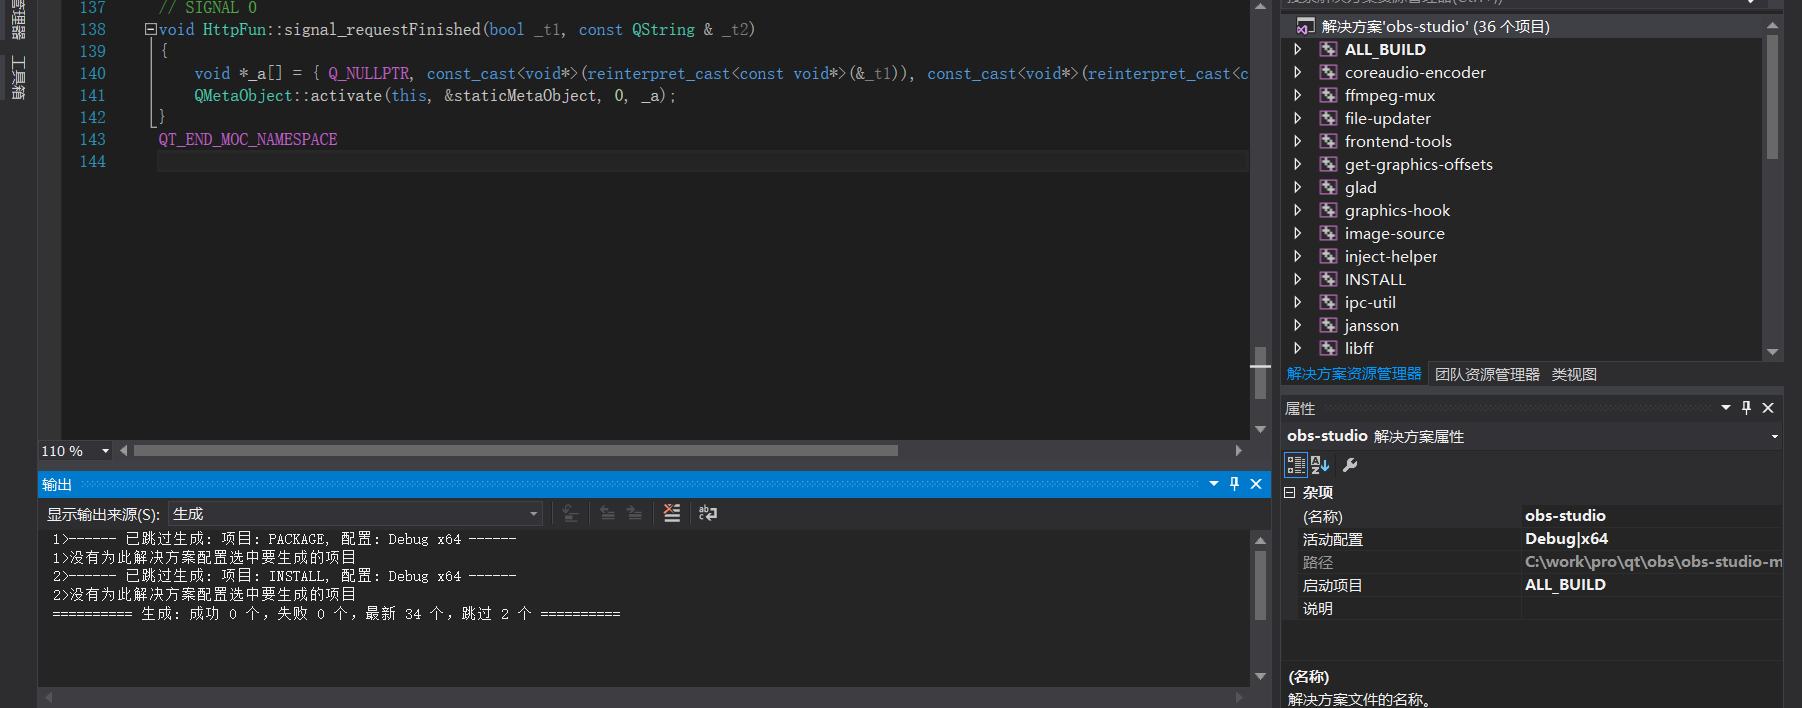 管理器
工具箱
137 // SIGNAL 0
138 void HttpFun::signal_requestFinished(bool _t1, const QString & _t2)
139 {
140 void *_a[] = { Q_NULLPTR, const_cast<void*>(reinterpret_cast<const void*>(&_t1)), const_cast<void*>(reinterpret_cast<c
141 QMetaObject::activate(this, &staticMetaObject, 0, _a);
142 }
143 QT_END_MOC_NAMESPACE
144
110 %
输出
显示输出来源(S): 生成
1>------ 已跳过生成: 项目: PACKAGE, 配置: Debug x64 ------
1>没有为此解决方案配置选中要生成的项目
2>------ 已跳过生成: 项目: INSTALL, 配置: Debug x64 ------
2>没有为此解决方案配置选中要生成的项目
========== 生成: 成功 0 个，失败 0 个，最新 34 个，跳过 2 个 ==========
搜索解决方案资源管理器(Ctrl+;)
解决方案'obs-studio' (36 个项目)
ALL_BUILD
coreaudio-encoder
ffmpeg-mux
file-updater
frontend-tools
get-graphics-offsets
glad
graphics-hook
image-source
inject-helper
INSTALL
ipc-util
jansson
libff
解决方案资源管理器 团队资源管理器 类视图
属性
obs-studio 解决方案属性
杂项
(名称) obs-studio
活动配置 Debug|x64
路径 C:\work\pro\qt\obs\obs-studio-m
启动项目 ALL_BUILD
说明
(名称)
解决方案文件的名称。